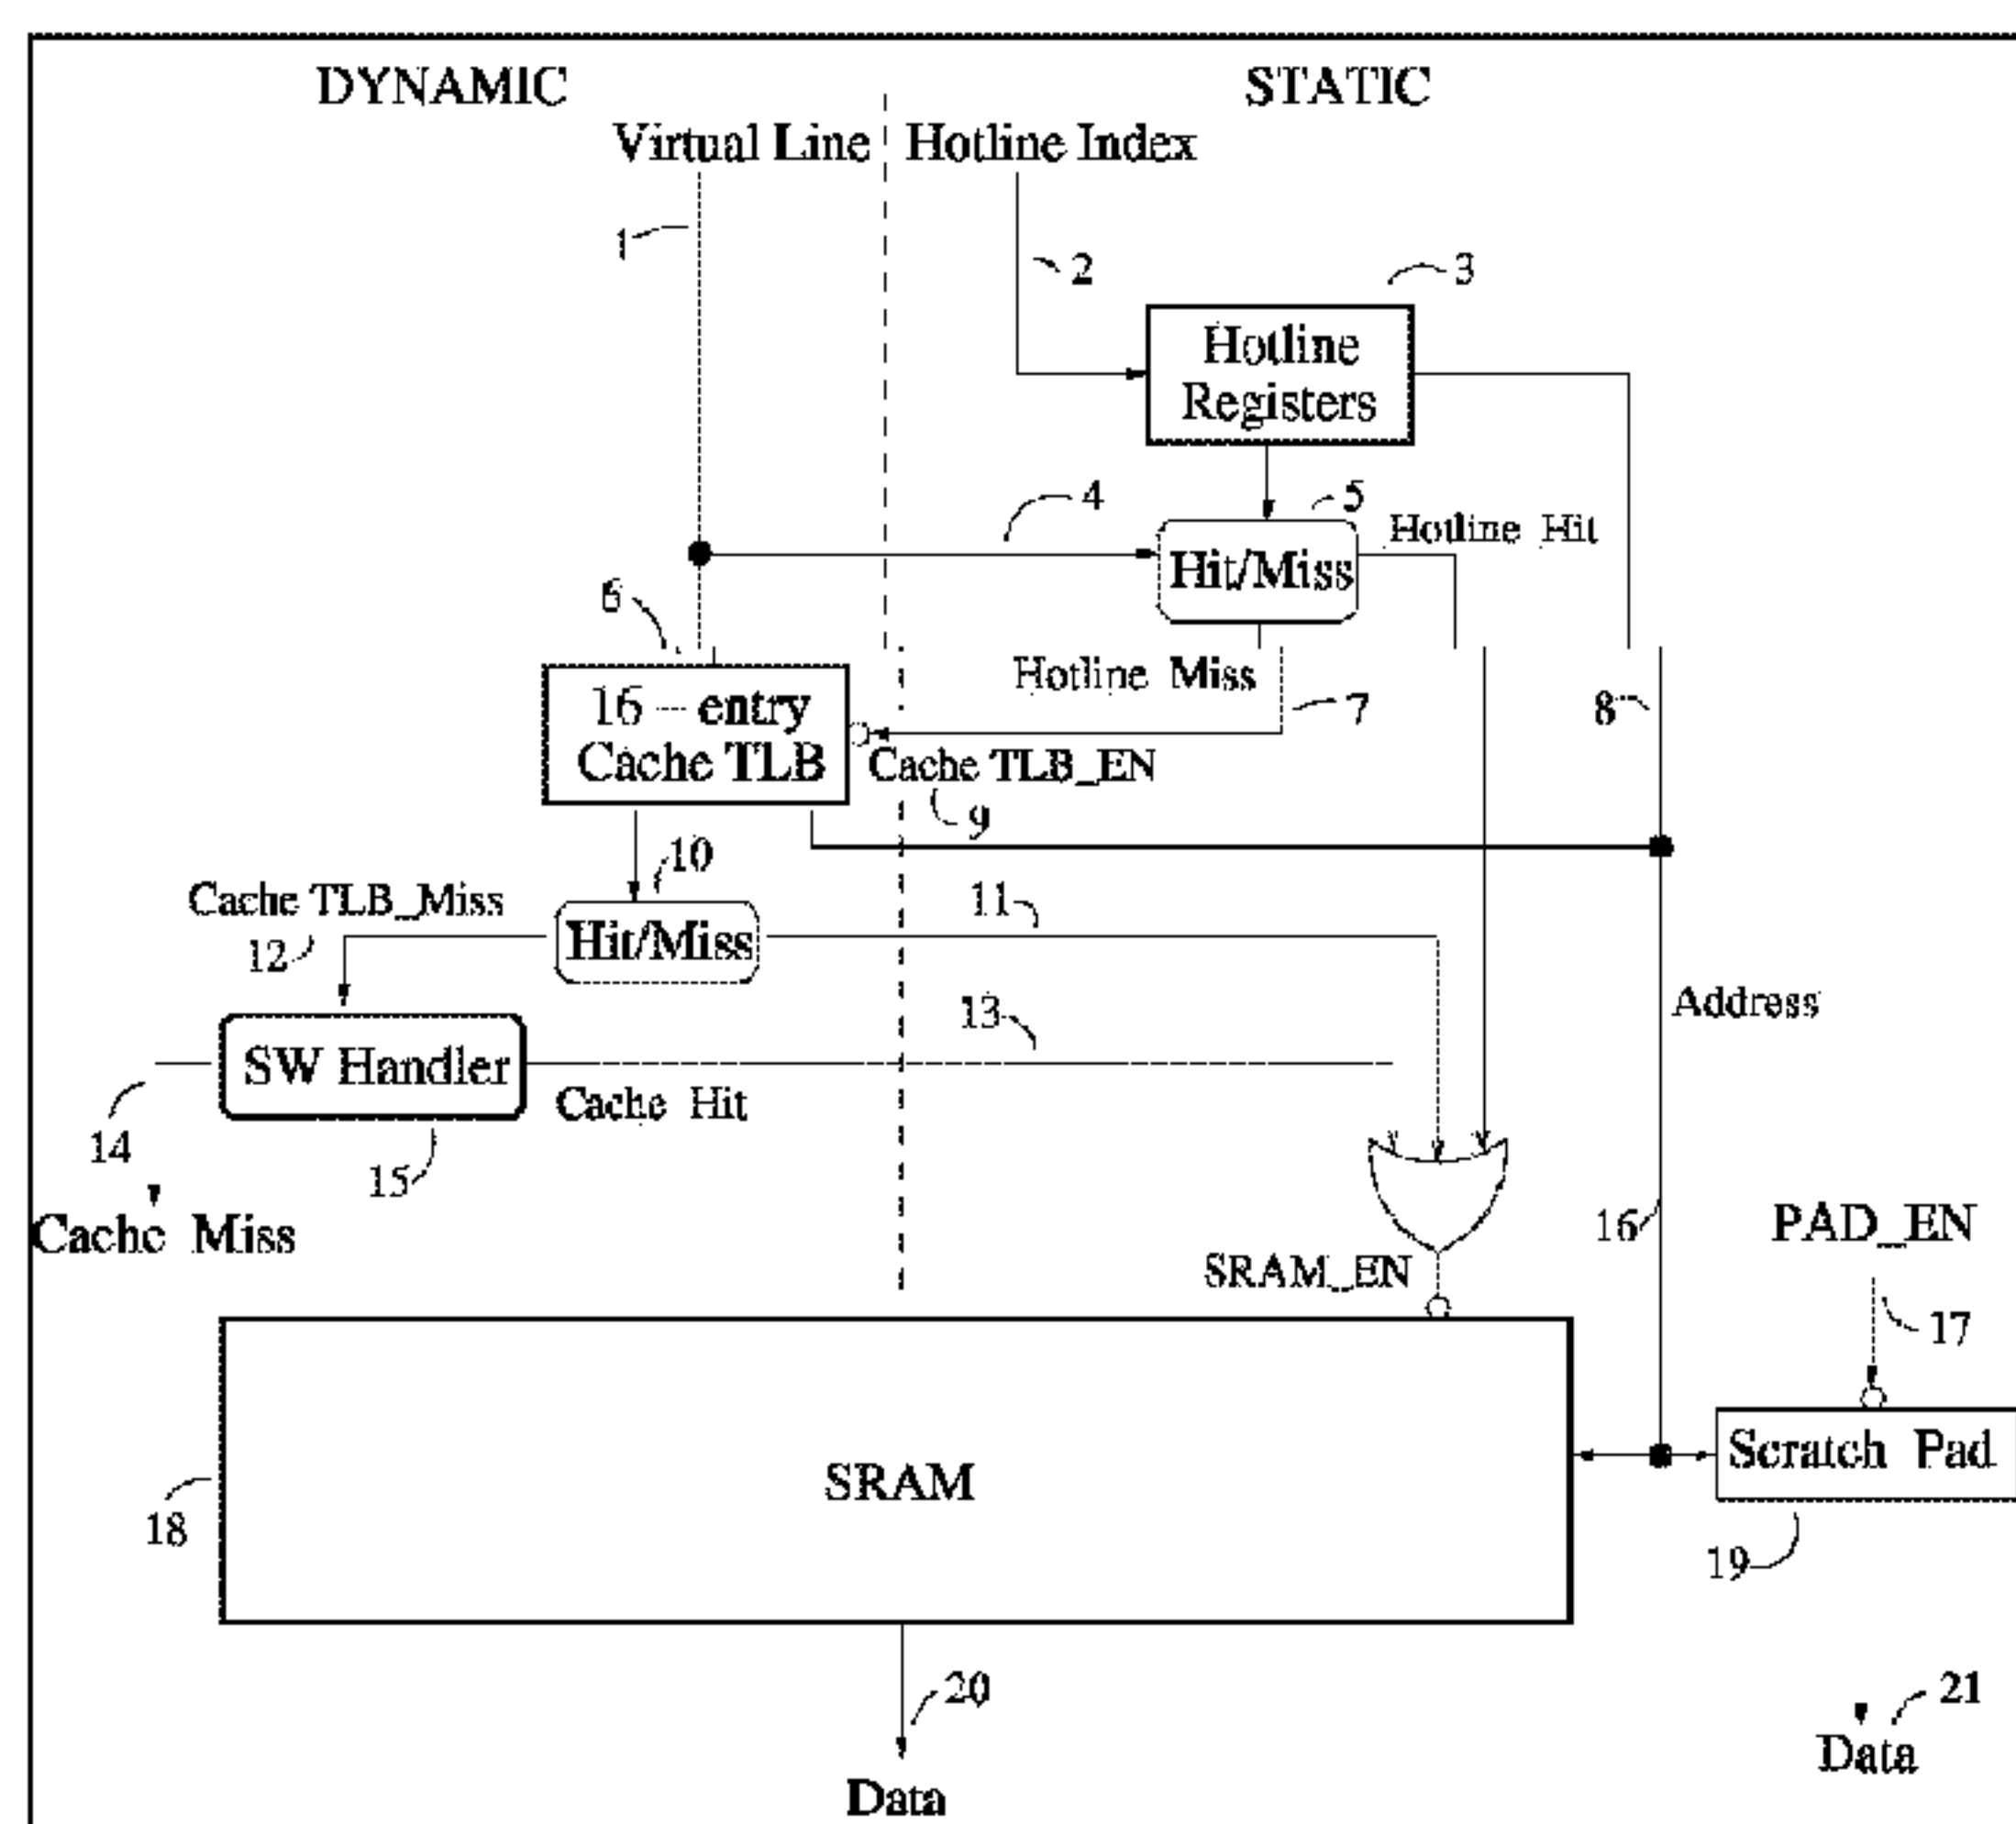 DYNAMIC
STATIC
Virtual Line
Hotline Index
1
2
3
Hotline
Registers
4
5
Hotline Hit
Hit/Miss
6
Hotline Miss
16 - entry
Cache TLB
7
8
Cache TLB_EN
9
10
11
Cache TLB_Miss
12
Hit/Miss
13
Address
SW Handler
Cache Hit
14
15
Cache Miss
16
PAD_EN
SRAM_EN
17
Scratch Pad
SRAM
18
19
20
21
Data
Data